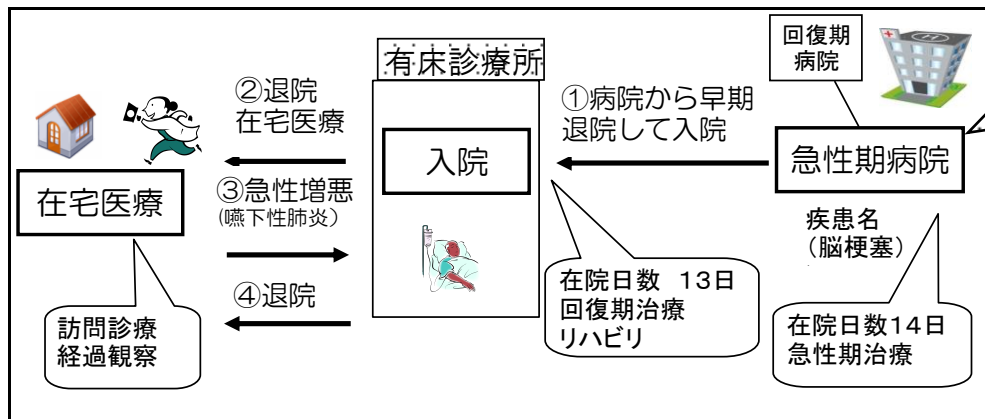 有床診療所
回復期
病院
②退院
在宅医療
①病院から早期
退院して入院
入院
急性期病院
在宅医療
③急性増悪
(嚥下性肺炎)
疾患名
(脳梗塞)
④退院
在院日数 13日
回復期治療
リハビリ
訪問診療
経過観察
在院日数14日
急性期治療
H